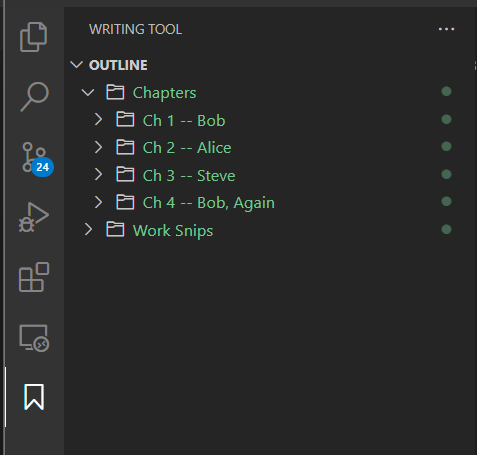 WRITING TOOL
OUTLINE
Chapters
Ch 1 -- Bob
Ch 2 -- Alice
24
Ch 3 -- Steve
Ch 4 -- Bob, Again
Work Snips